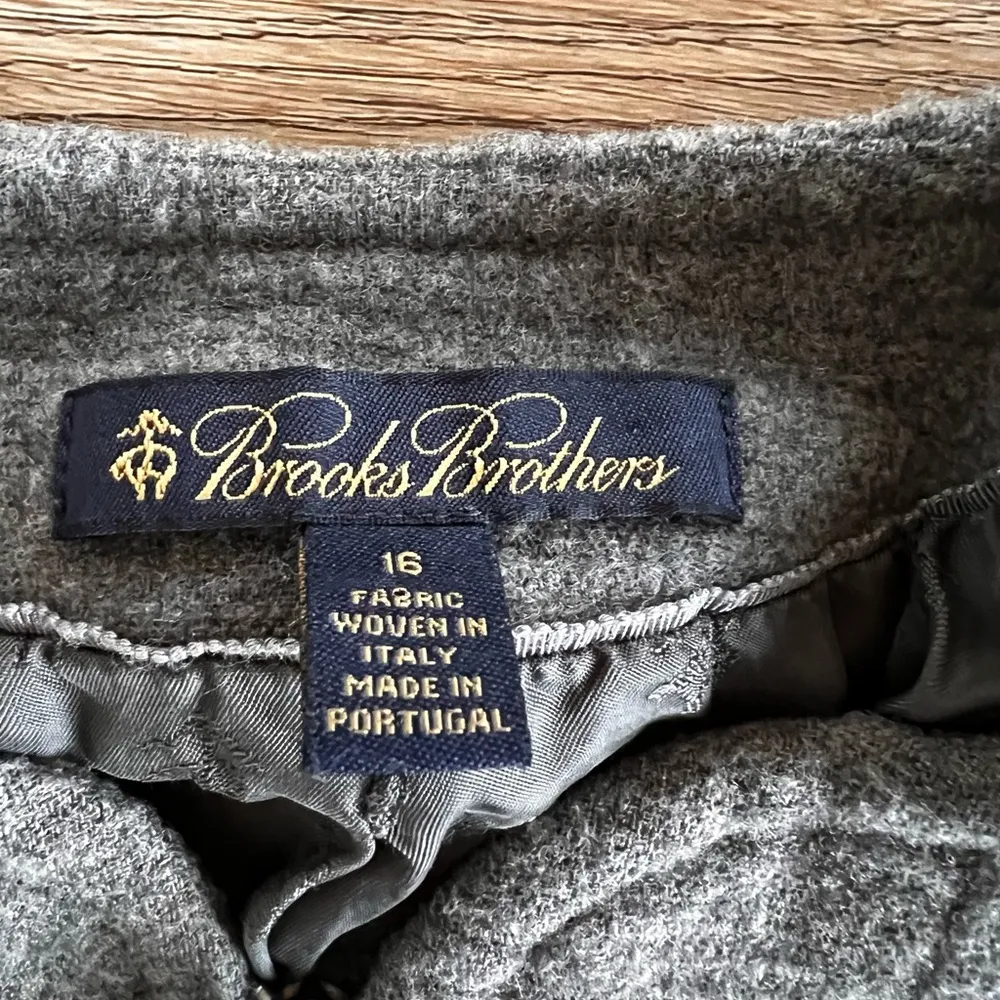 Brooks Brothers
16
FABRIC
WOVEN IN
ITALY
MADE IN
PORTUGAL